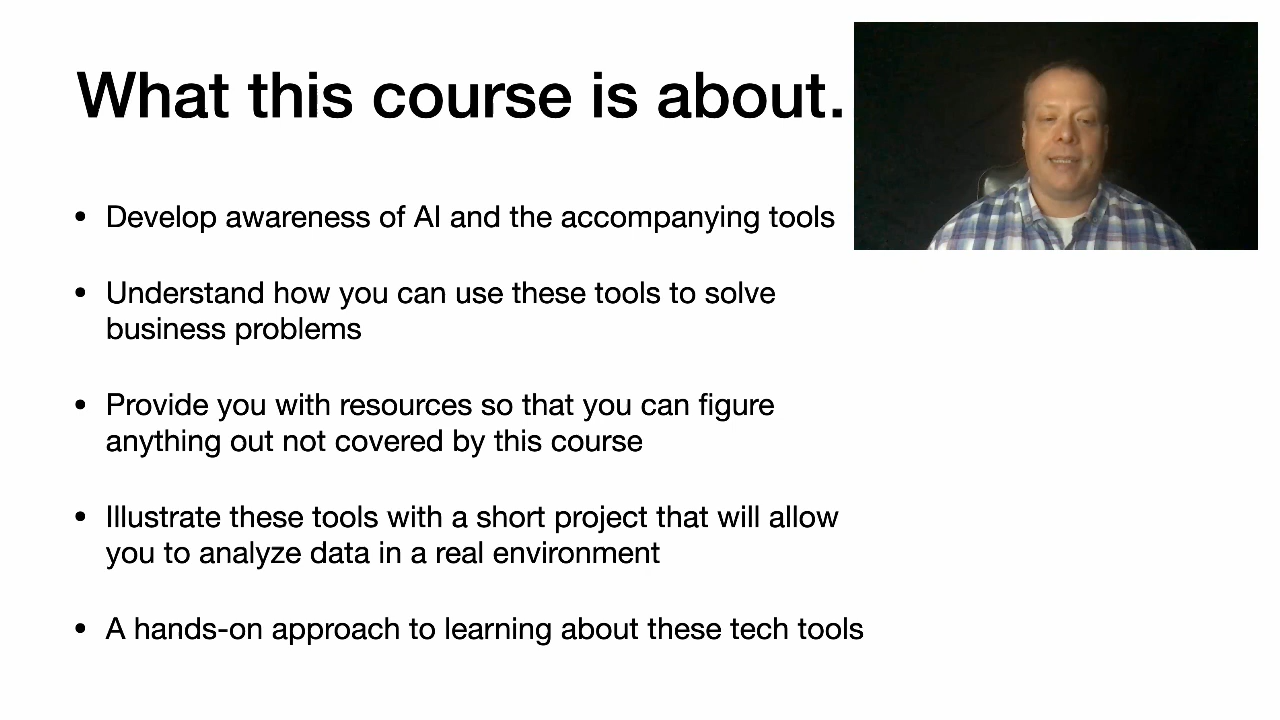 What this course is about.
• Develop awareness of AI and the accompanying tools
• Understand how you can use these tools to solve
business problems
• Provide you with resources so that you can figure
anything out not covered by this course
• Illustrate these tools with a short project that will allow
you to analyze data in a real environment
• A hands-on approach to learning about these tech tools